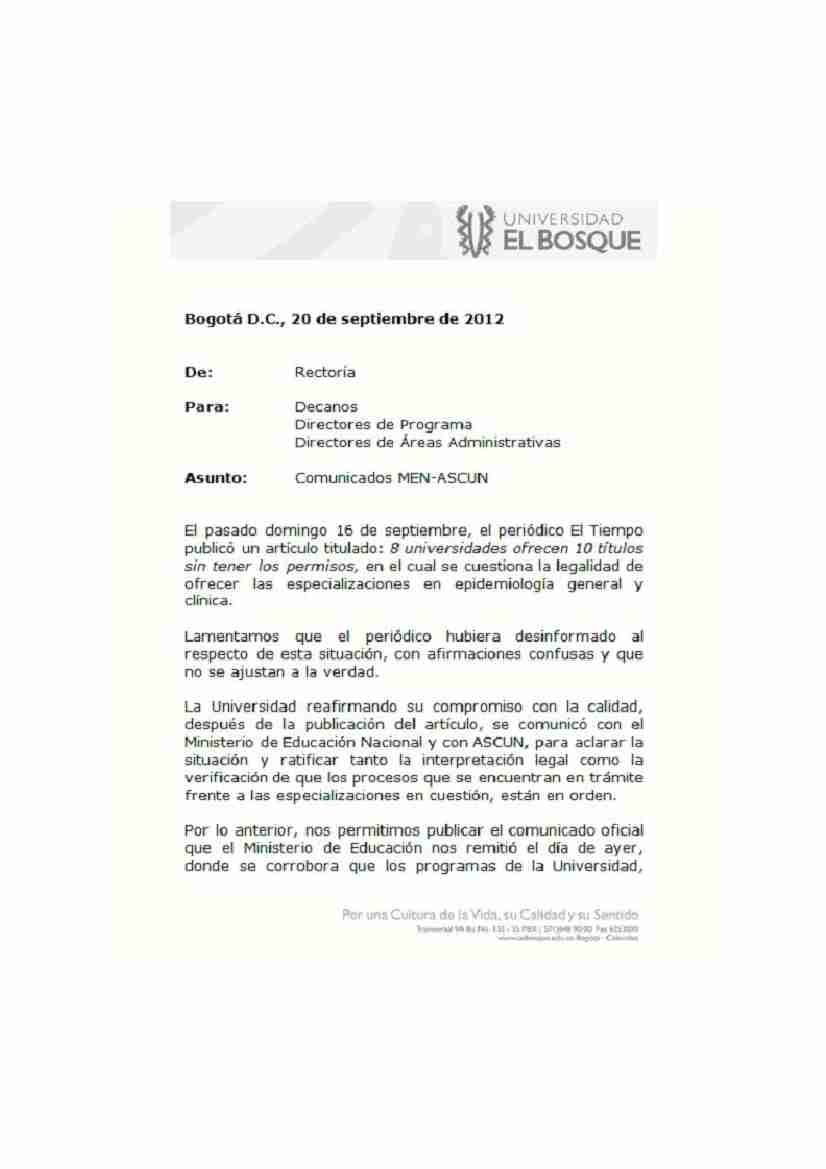 UNIVERSIDAD
EL BOSQUE
Bogotá D.C., 20 de septiembre de 2012
De: Rectoría
Para: Decanos
Directores de Programa
Directores de Áreas Administrativas
Asunto: Comunicados MEN-ASCUN
El pasado domingo 16 de septiembre, el periódico El Tiempo
publicó un artículo titulado: 8 universidades ofrecen 10 títulos
sin tener los permisos, en el cual se cuestiona la legalidad de
ofrecer las especializaciones en epidemiología general y
clínica.
Lamentamos que el periódico hubiera desinformado al
respecto de esta situación, con afirmaciones confusas y que
no se ajustan a la verdad.
La Universidad reafirmando su compromiso con la calidad,
después de la publicación del artículo, se comunicó con el
Ministerio de Educación Nacional y con ASCUN, para aclarar la
situación y ratificar tanto la interpretación legal como la
verificación de que los procesos que se encuentran en trámite
frente a las especializaciones en cuestión, están en orden.
Por lo anterior, nos permitimos publicar el comunicado oficial
que el Ministerio de Educación nos remitió el día de ayer,
donde se corrobora que los programas de la Universidad,
Por una Cultura de la Vida, su Calidad y su Sentido
Bogotá - Colombia